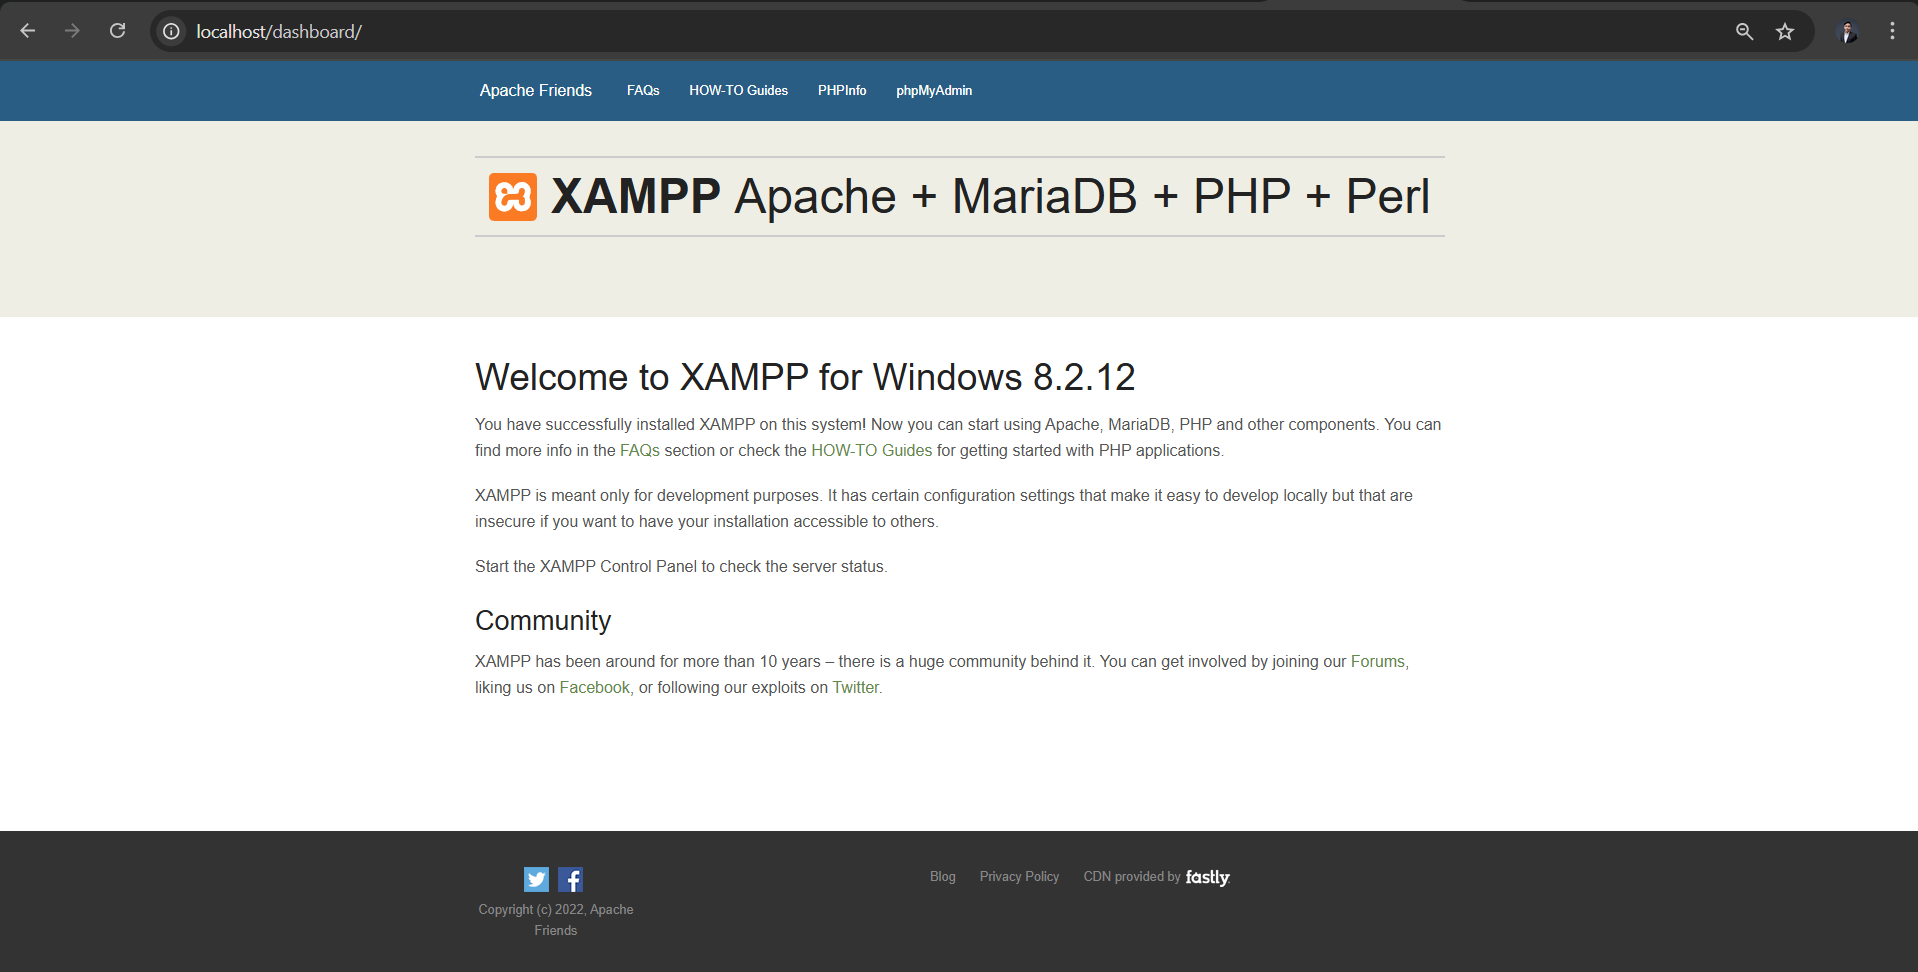 localhost/dashboard/
Apache Friends FAQs HOW-TO Guides PHPInfo phpMyAdmin
XAMPP Apache + MariaDB + PHP + Perl
Welcome to XAMPP for Windows 8.2.12
You have successfully installed XAMPP on this system! Now you can start using Apache, MariaDB, PHP and other components. You can
find more info in the FAQs section or check the HOW-TO Guides for getting started with PHP applications.
XAMPP is meant only for development purposes. It has certain configuration settings that make it easy to develop locally but that are
insecure if you want to have your installation accessible to others.
Start the XAMPP Control Panel to check the server status.
Community
XAMPP has been around for more than 10 years – there is a huge community behind it. You can get involved by joining our Forums,
liking us on Facebook, or following our exploits on Twitter.
Blog Privacy Policy CDN provided by fastly
Copyright (c) 2022, Apache
Friends